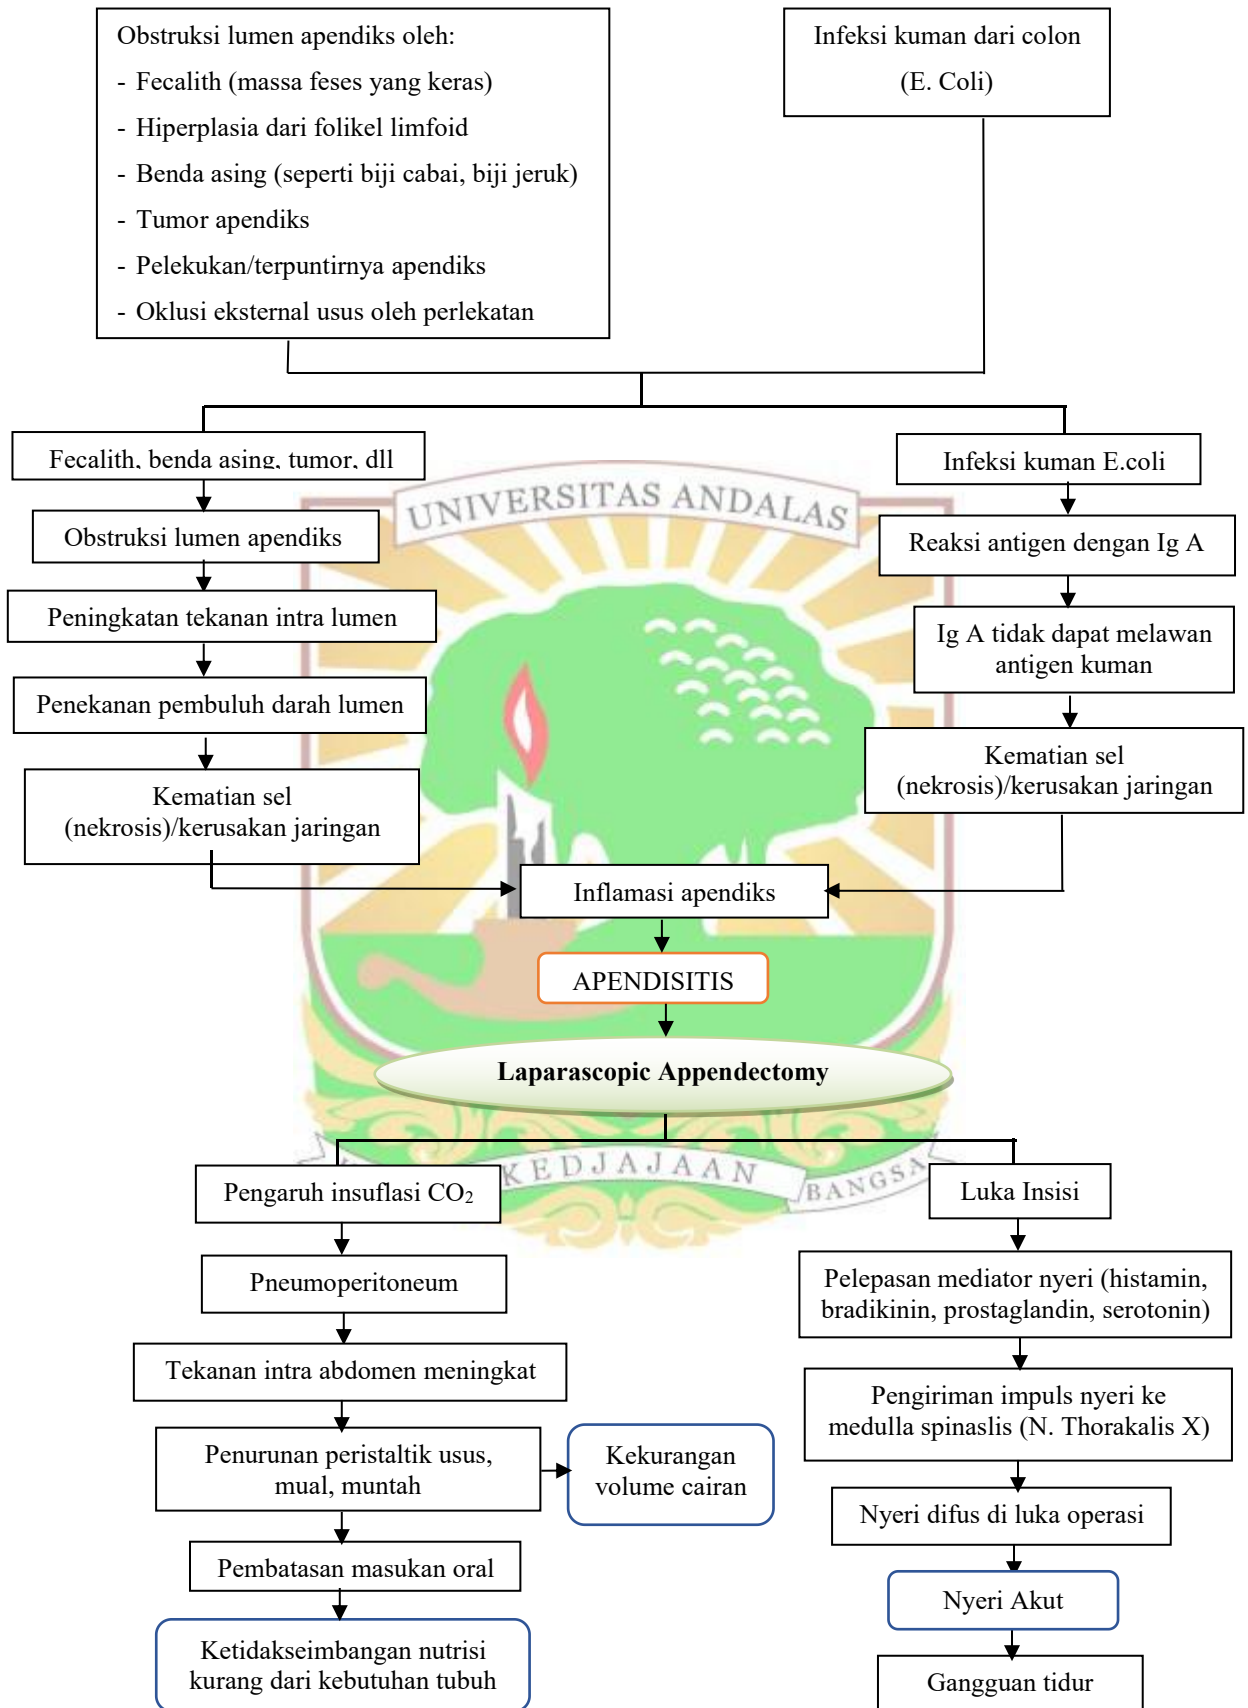 Obstruksi lumen apendiks oleh:
- Fecalith (massa feses yang keras)
- Hiperplasia dari folikel limfoid
- Benda asing (seperti biji cabai, biji jeruk)
- Tumor apendiks
- Pelekukan/terpuntirnya apendiks
- Oklusi eksternal usus oleh perlekatan
Infeksi kuman dari colon
(E. Coli)
Fecalith, benda asing, tumor, dll
Infeksi kuman E.coli
UNIVERSITAS ANDALAS
Obstruksi lumen apendiks
Reaksi antigen dengan Ig A
Peningkatan tekanan intra lumen
Ig A tidak dapat melawan
antigen kuman
Penekanan pembuluh darah lumen
Kematian sel
(nekrosis)/kerusakan jaringan
Kematian sel
(nekrosis)/kerusakan jaringan
Inflamasi apendiks
APENDISITIS
Laparascopic Appendectomy
KEDJAJAAN
BANGSA
Pengaruh insuflasi CO₂
Luka Insisi
Pneumoperitoneum
Pelepasan mediator nyeri (histamin,
bradikinin, prostaglandin, serotonin)
Tekanan intra abdomen meningkat
Pengiriman impuls nyeri ke
medulla spinaslis (N. Thorakalis X)
Penurunan peristaltik usus,
mual, muntah
Kekurangan
volume cairan
Nyeri difus di luka operasi
Pembatasan masukan oral
Nyeri Akut
Ketidakseimbangan nutrisi
kurang dari kebutuhan tubuh
Gangguan tidur